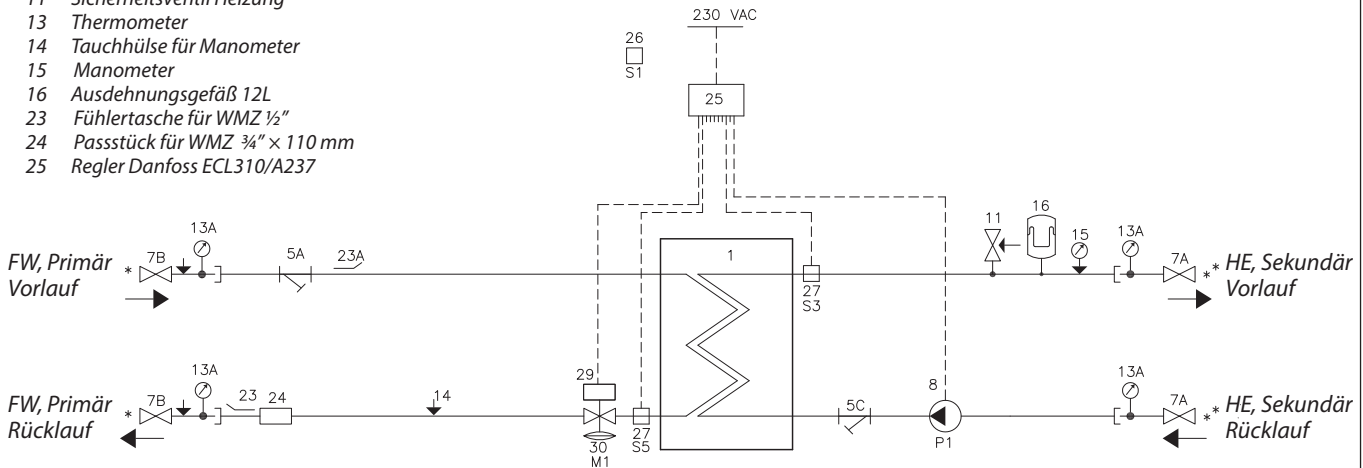 11 Sicherheitsventil Heizung
13 Thermometer
14 Tauchhülse für Manometer
15 Manometer
16 Ausdehnungsgefäß 12L
23 Fühlertasche für WMZ ½"
24 Passstück für WMZ ¾" × 110 mm
25 Regler Danfoss ECL310/A237
230 VAC
26
S1
25
FW, Primär
Vorlauf
*
7B
13A
5A
23A
1
27
S3
11
16
15
13A
7A
**
HE, Sekundär
Vorlauf
FW, Primär
Rücklauf
*
7B
13A
23
24
14
29
30
M1
27
S5
5C
8
P1
13A
7A
**
HE, Sekundär
Rücklauf